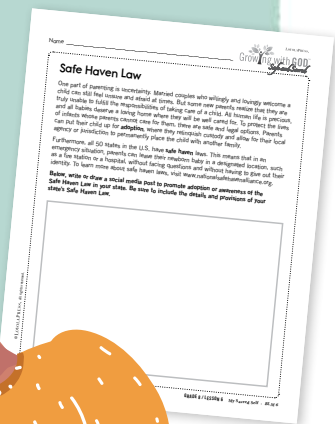 Name
Growing with GOD
Safe Haven Law
One part of parenting is uncertainty. Married couples who willingly and lovingly welcome a
child can still feel unsure and afraid at times. But some new parents realize that they are
truly unable to fulfill the responsibilities of taking care of a child. All human life is precious,
and all babies deserve a loving home where they will be well cared for. To protect the lives
of infants whose parents cannot care for them, there are safe and legal options. Parents
can put their child up for adoption, where they relinquish custody and allow for their local
agency or jurisdiction to permanently place the child with another family.
Furthermore, all 50 states in the U.S. have safe haven laws. This means that in an
emergency situation, parents can leave their newborn baby in a designated location, such
as a fire station or a hospital, without facing questions and without having to give out their
identity. To learn more about safe haven laws, visit www.nationalsafehavenalliance.org.
Below, write or draw a social media post to promote adoption or awareness of the
Safe Haven Law in your state. Be sure to include the details and provisions of your
state's Safe Haven Law.
GRADE 8 / LESSON 6